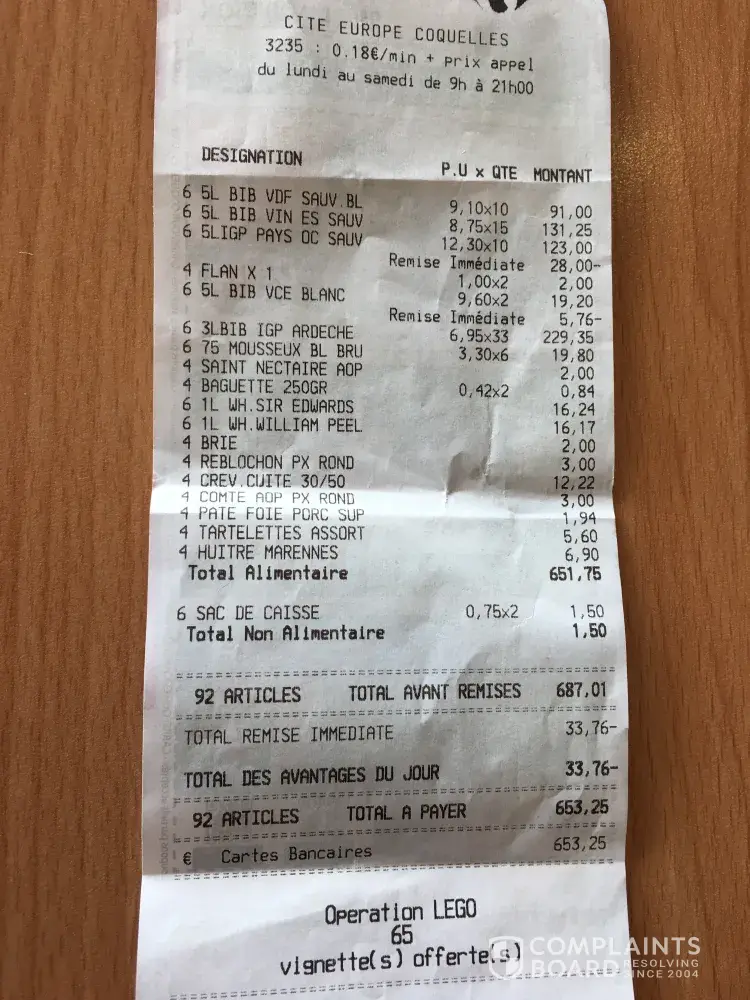 CITE EUROPE COQUELLES
3235 : 0.18€/min + prix appel
du lundi au samedi de 9h à 21h00
DESIGNATION P.U x QTE MONTANT
6 5L BIB VDF SAUV.BL 9,10x10 91,00
6 5L BIB VIN ES SAUV 8,75x15 131,25
6 5LIGP PAYS OC SAUV 12,30x10 123,00
Remise Immédiate 28,00-
4 FLAN X 1 1,00x2 2,00
6 5L BIB VCE BLANC 9,60x2 19,20
Remise Immédiate 5,76-
6 3LBIB IGP ARDECHE 6,95x33 229,35
6 75 MOUSSEUX BL BRU 3,30x6 19,80
4 SAINT NECTAIRE AOP 2,00
4 BAGUETTE 250GR 0,42x2 0,84
6 1L WH.SIR EDWARDS 16,24
6 1L WH.WILLIAM PEEL 16,17
4 BRIE 2,00
4 REBLOCHON PX ROND 3,00
4 CREV.CUITE 30/50 12,22
4 COMTE AOP PX ROND 3,00
4 PATE FOIE PORC SUP 1,94
4 TARTELETTES ASSORT 5,60
4 HUITRE MARENNES 6,90
Total Alimentaire 651,75
6 SAC DE CAISSE 0,75x2 1,50
Total Non Alimentaire 1,50
92 ARTICLES TOTAL AVANT REMISES 687,01
TOTAL REMISE IMMEDIATE 33,76-
TOTAL DES AVANTAGES DU JOUR 33,76-
92 ARTICLES TOTAL A PAYER 653,25
€ Cartes Bancaires 653,25
Operation LEGO
65
vignette(s) offerte(s)
COMPLAINTS
BOARD RESOLVING SINCE 2004